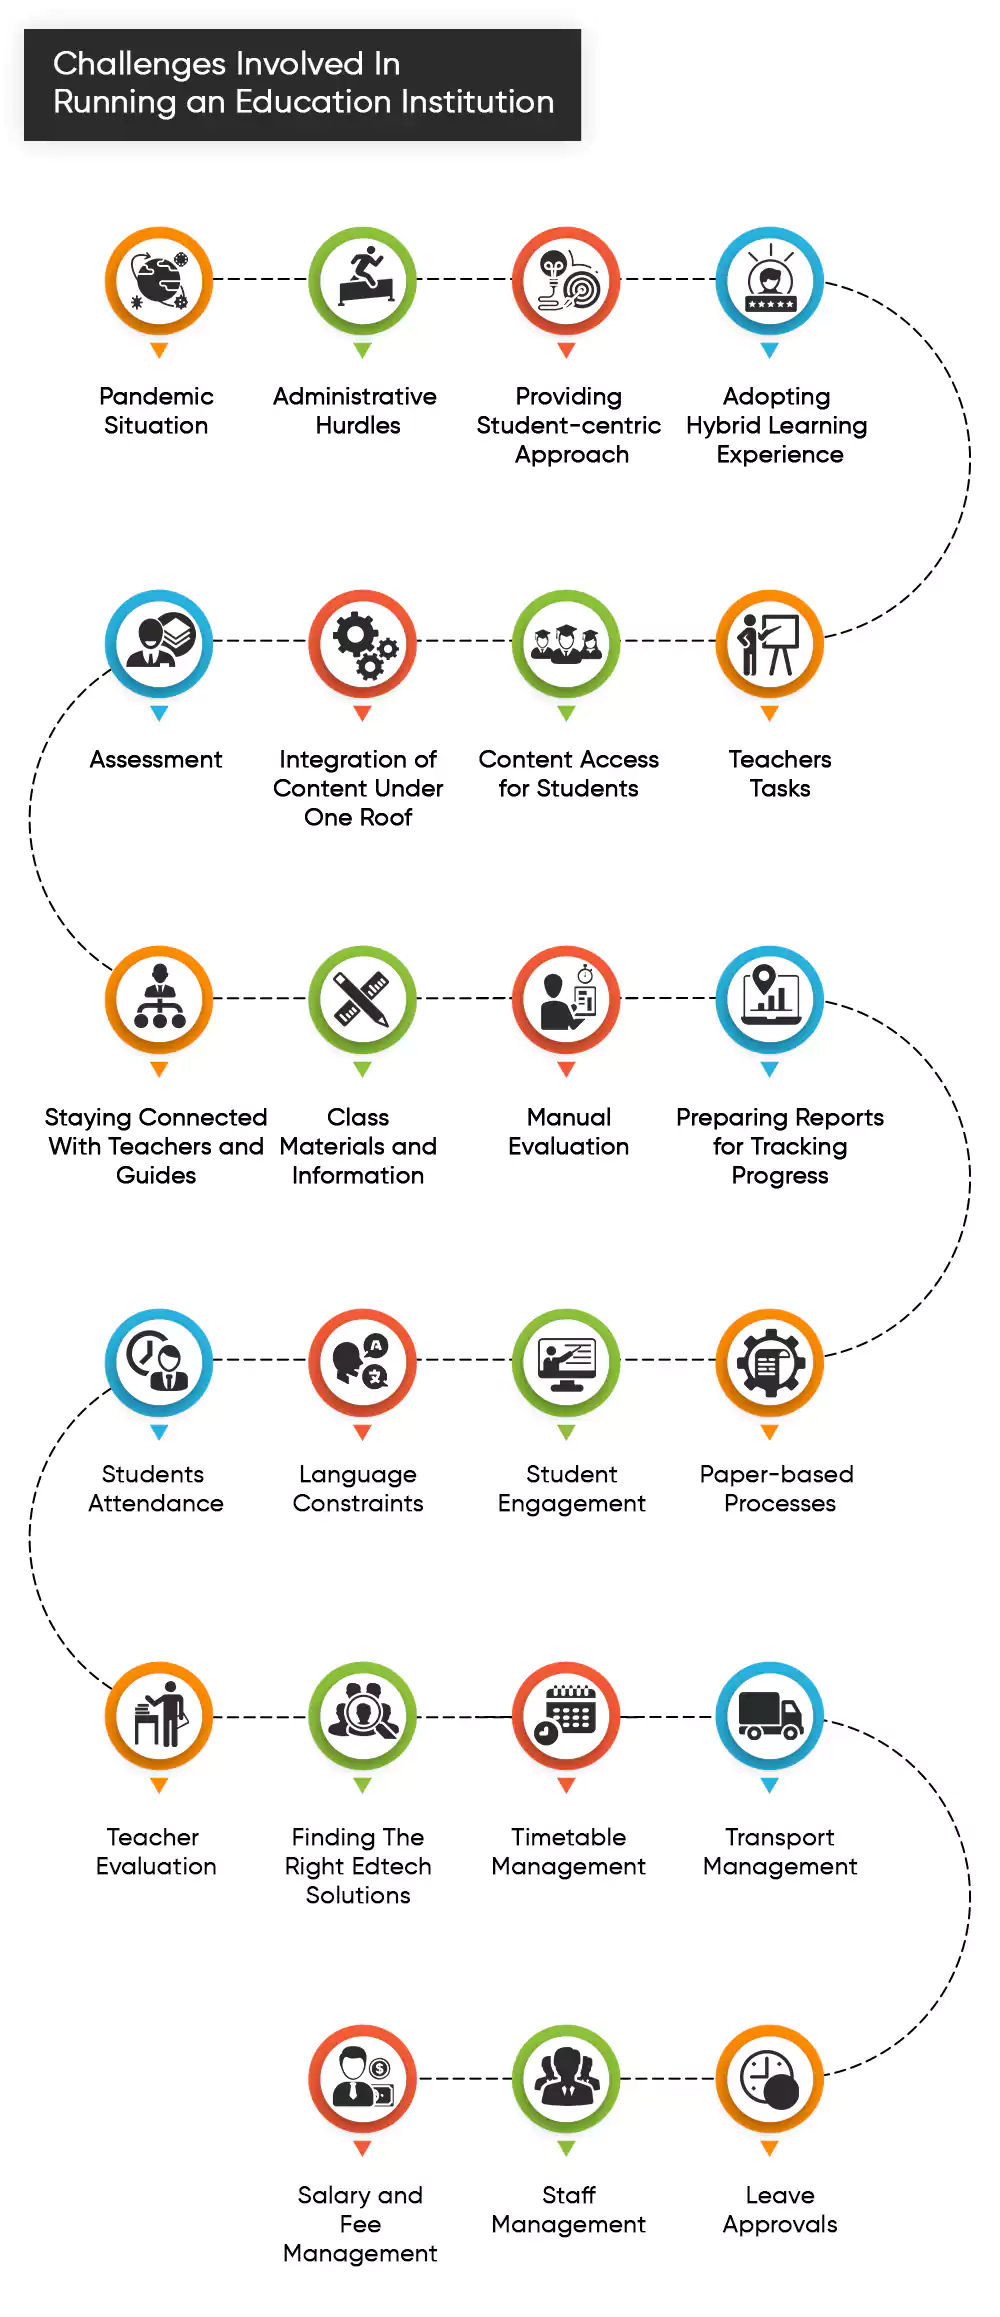 Challenges Involved In
Running an Education Institution
Pandemic
Situation
Administrative
Hurdles
Providing
Student-centric
Approach
Adopting
Hybrid Learning
Experience
Assessment
Integration of
Content Under
One Roof
Content Access
for Students
Teachers
Tasks
Staying Connected
With Teachers and
Guides
Class
Materials and
Information
Manual
Evaluation
Preparing Reports
for Tracking
Progress
A
文
Students
Attendance
Language
Constraints
Student
Engagement
Paper-based
Processes
Teacher
Evaluation
Finding The
Right Edtech
Solutions
Timetable
Management
Transport
Management
$
Salary and
Fee
Management
Staff
Management
Leave
Approvals